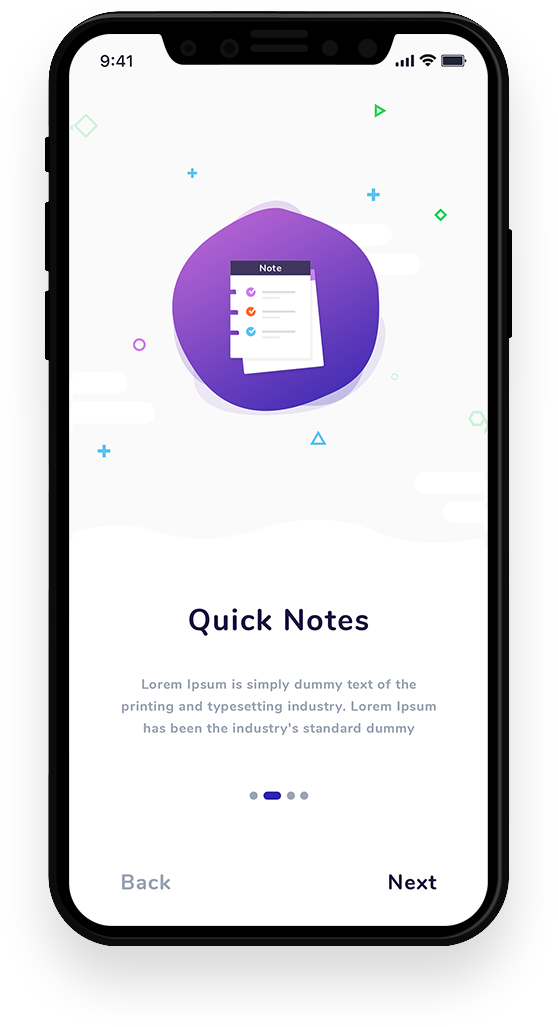 9:41
Note
Quick Notes
Lorem Ipsum is simply dummy text of the
printing and typesetting industry. Lorem Ipsum
has been the industry's standard dummy
Back
Next